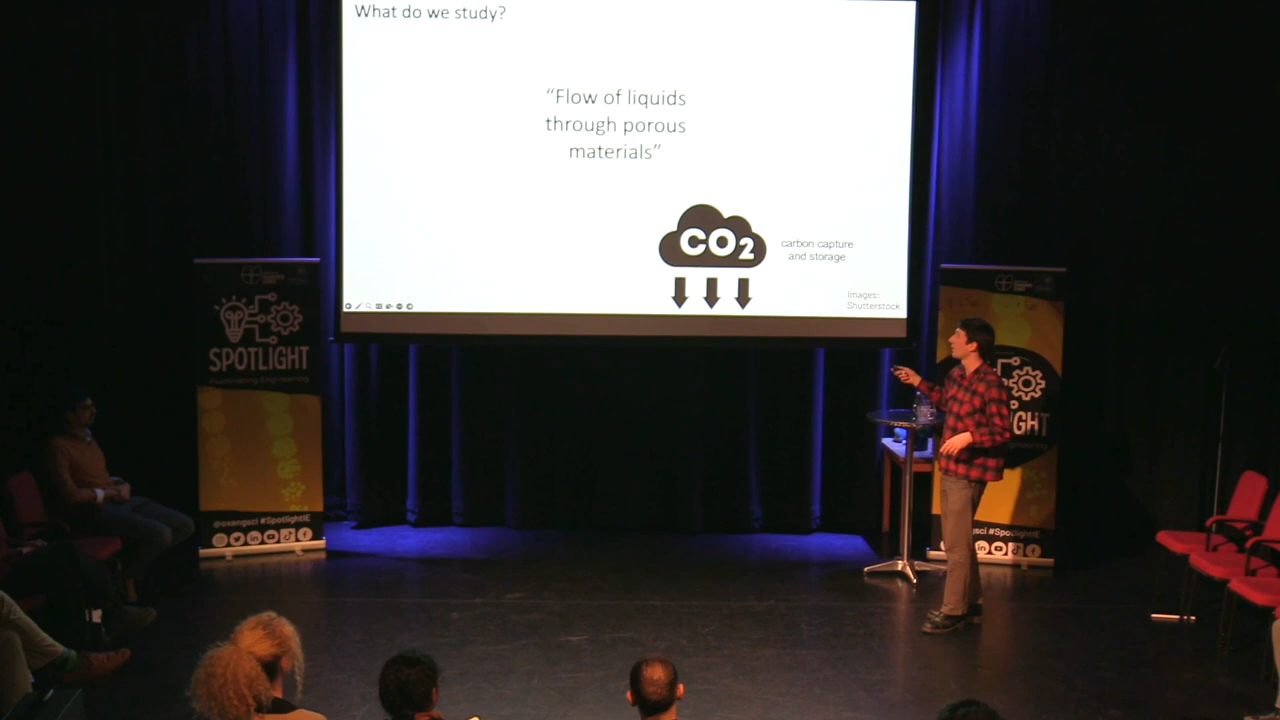 What do we study?
“Flow of liquids
through porous
materials”
CO2
carbon capture
and storage
Images:
Shutterstock
SPOTLIGHT
Illuminating Engineering
@oxengsci #SpotlightIE
GHT
#SpotlightIE